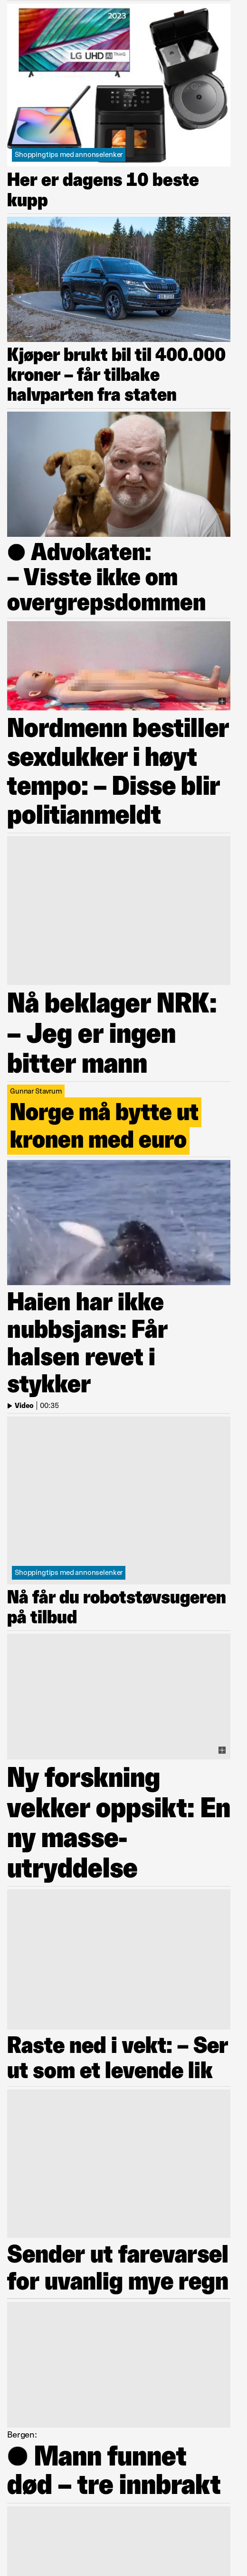 2023
LG UHD AI ThinQ
Shoppingtips med annonselenker
Her er dagens 10 beste
kupp
Kjøper brukt bil til 400.000
kroner – får tilbake
halvparten fra staten
● Advokaten:
– Visste ikke om
overgrepsdommen
Nordmenn bestiller
sexdukker i høyt
tempo: – Disse blir
politianmeldt
Nå beklager NRK:
– Jeg er ingen
bitter mann
Gunnar Stavrum
Norge må bytte ut
kronen med euro
Haien har ikke
nubbsjans: Får
halsen revet i
stykker
Video | 00:35
Shoppingtips med annonselenker
Nå får du robotstøvsugeren
på tilbud
Ny forskning
vekker oppsikt: En
ny masse-
utryddelse
Raste ned i vekt: – Ser
ut som et levende lik
Sender ut farevarsel
for uvanlig mye regn
Bergen:
● Mann funnet
død – tre innbrakt